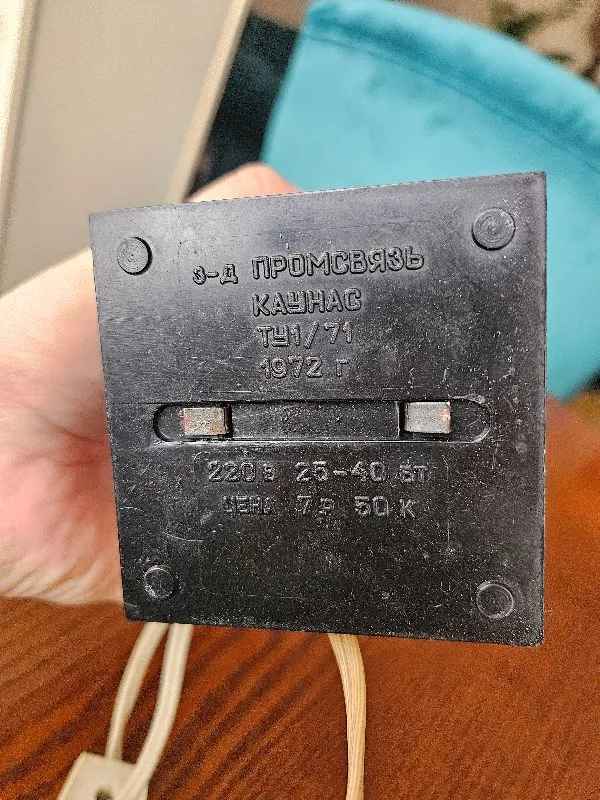 з-д ПРОМСВЯЗЬ
КАУНАС
ТУ1/71
1972 г
220 в 25-40 вт
ЦЕНА 7 Р 50 К